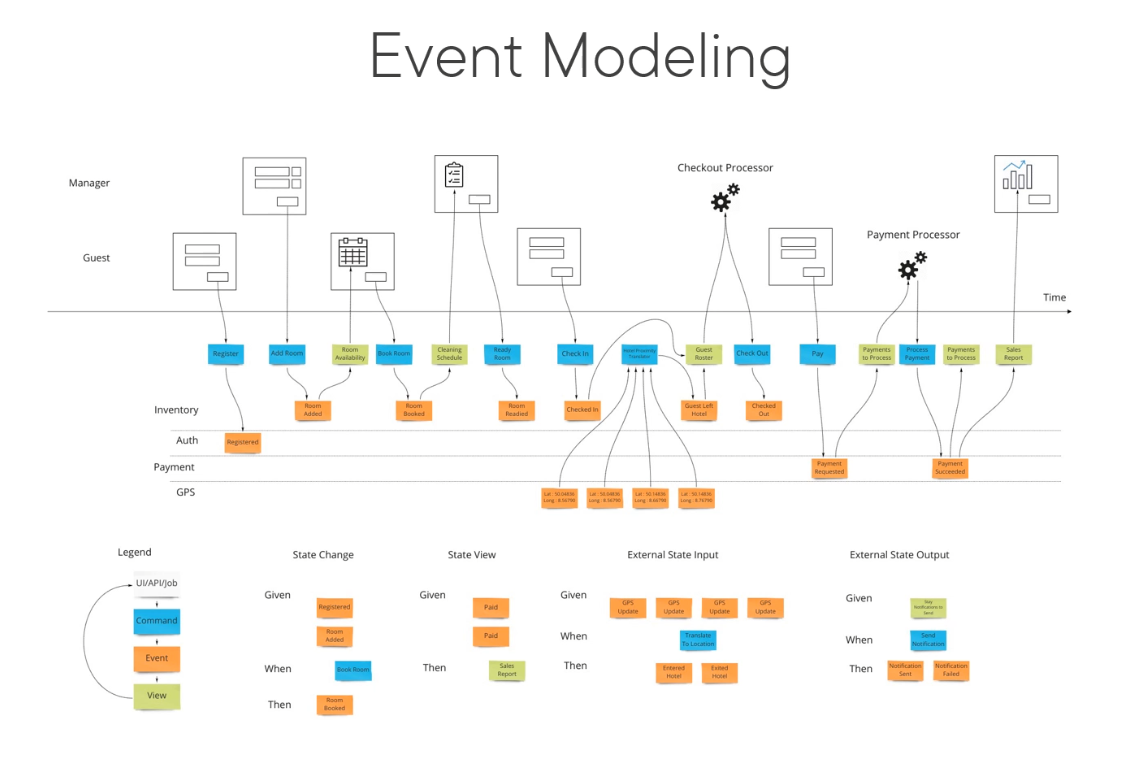 Event Modeling
Manager
Checkout Processor
Payment Processor
Guest
Time
Register
Add Room
Room
Availability
Book Room
Cleaning
Schedule
Ready
Room
Check In
Hotel Proximity
Translator
Guest
Roster
Check Out
Pay
Payments
to Process
Process
Payment
Payments
to Process
Sales
Report
Inventory
Room
Added
Room
Booked
Room
Readied
Checked In
Guest Left
Hotel
Checked
Out
Auth
Registered
Payment
Payment
Requested
Payment
Succeeded
GPS
Lat : 50.04836
Long : 8.56790
Lat : 50.04836
Long : 8.56790
Lat : 50.14836
Long : 8.66790
Lat : 50.14836
Long : 8.76790
Legend
UI/API/Job
Command
Event
View
State Change
Given
Registered
Room
Added
When
Book Room
Then
Room
Booked
State View
Given
Paid
Paid
Then
Sales
Report
External State Input
Given
GPS
Update
GPS
Update
GPS
Update
GPS
Update
When
Translate
To Location
Then
Entered
Hotel
Exited
Hotel
External State Output
Given
Notifications to
Send
When
Send
Notification
Then
Notification
Sent
Notification
Failed